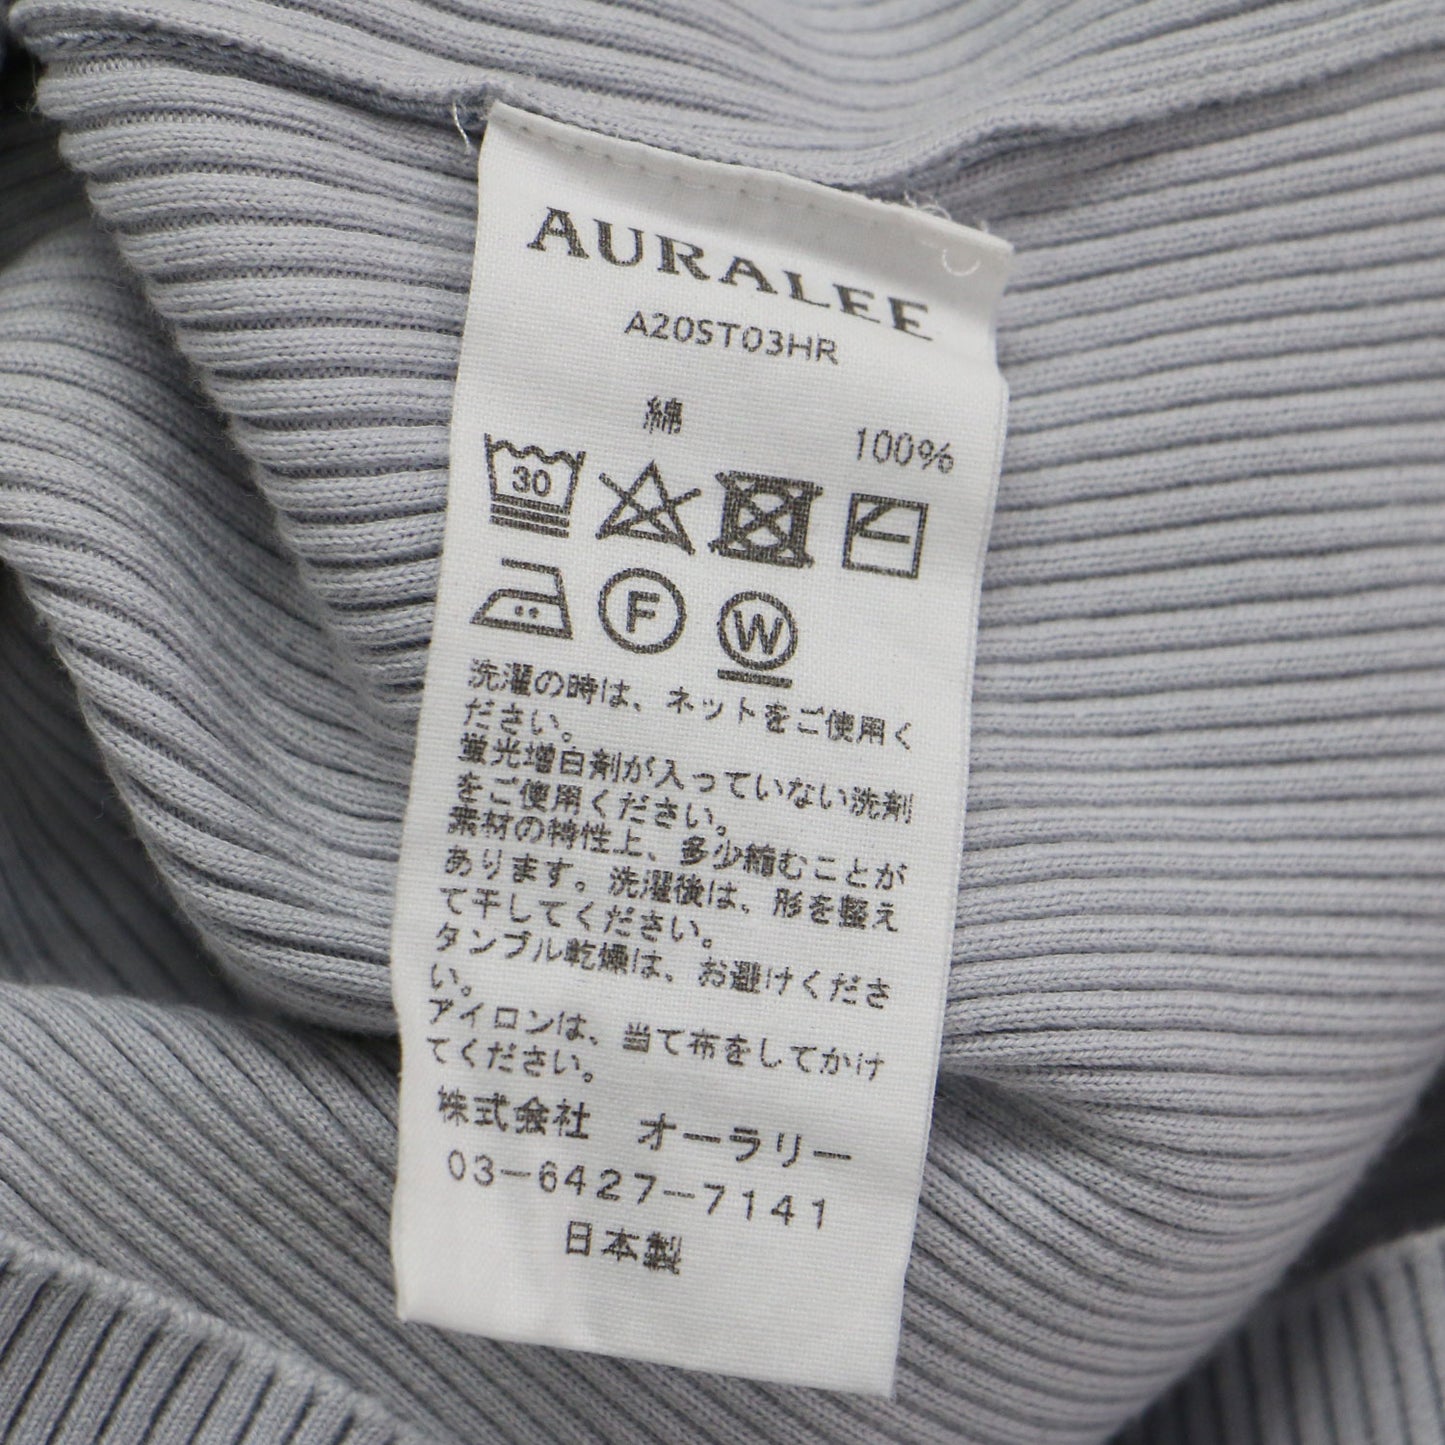 AURALEE
A20ST03HR
綿 100%
30
F W
洗濯の時は、ネットをご使用く
ださい。
蛍光増白剤が入っていない洗剤
をご使用ください。
素材の特性上、多少縮むことが
あります。洗濯後は、形を整え
て干してください。
タンブル乾燥は、お避けくださ
い。
アイロンは、当て布をしてかけ
てください。
株式会社 オーラリー
03-6427-7141
日本製